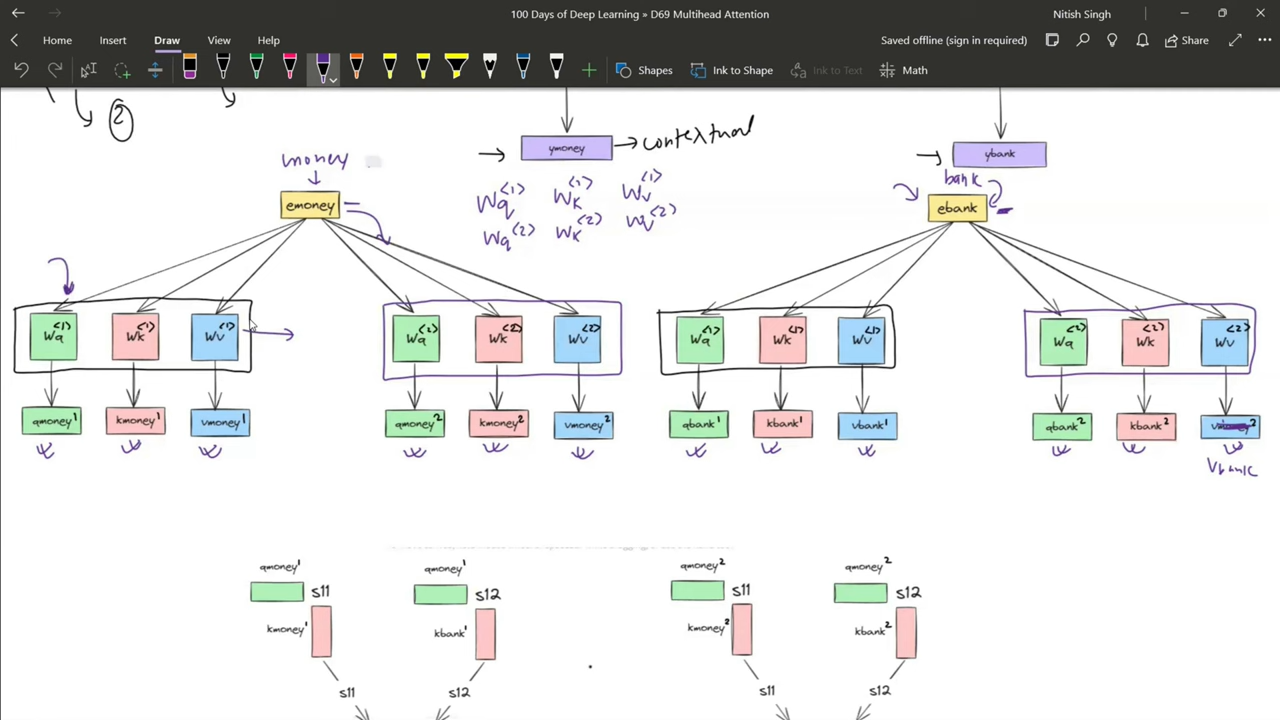 100 Days of Deep Learning » D69 Multihead Attention
Nitish Singh
Home Insert Draw View Help
Saved offline (sign in required)
Share
Shapes
Ink to Shape
Ink to Text
Math
2
contextual
ymoney
ybank
money
bank
emoney
ebank
Wq<1> Wk<1> Wv<1>
Wq<2> Wk<2> Wv<2>
Wq<1> Wk<1> Wv<1>
Wq<2> Wk<2> Wv<2>
Wq<1> Wk<1> Wv<1>
Wq<2> Wk<2> Wv<2>
qmoney1 kmoney1 vmoney1
qmoney2 kmoney2 vmoney2
qbank1 kbank1 vbank1
qbank2 kbank2
Vbank
qmoney1 qmoney1 qmoney2 qmoney2
s11 s12 s11 s12
kmoney1 kbank1 kmoney2 kbank2
s11 s12 s11 s12